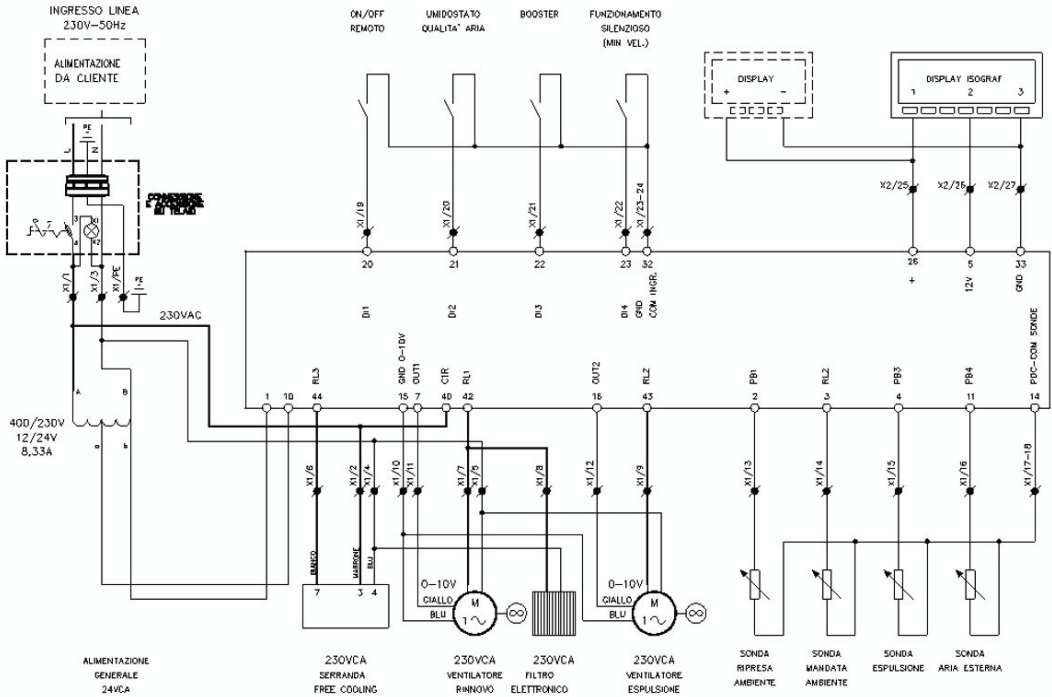 INGRESSO LINEA
230V-50Hz
ALIMENTAZIONE
DA CLIENTE
ON/OFF
REMOTO
UMIDOSTATO
QUALITA' ARIA
BOOSTER
FUNZIONAMENTO
SILENZIOSO
(MIN VEL.)
DISPLAY
+ -
DISPLAY ISOGRAF
1 2 3
L PE N
3 X1
4 X2
X1/1 X1/3 X1/PE PE
X1/19 X1/20 X1/21 X1/22 X1/23-24
X2/25 X2/26 X2/27
20 21 22 23 32 5 33
DI1 DI2 DI3 DI4 GND COM INGR. + 12V GND
230VAC
RL3 GND 0-10V OUT1 C1R RL1 OUT2 RL2 PB1 RL2 PB3 PB4 PDC-COM SONDE
1 10 44 15 7 40 42 16 43 2 3 4 11 14
A B
400/230V
12/24V
8,33A
a b
X1/6 X1/2 X1/4 X1/10 X1/11 X1/7 X1/5 X1/8 X1/12 X1/9 X1/13 X1/14 X1/15 X1/16 X1/17-18
BIANCO MARRONE BLU
7 3 4
0-10V
GIALLO
BLU
M
1
0-10V
GIALLO
BLU
M
1
ALIMENTAZIONE
GENERALE
24VCA
230VCA
SERRANDA
FREE COOLING
230VCA
VENTILATORE
RINNOVO
230VCA
FILTRO
ELETTRONICO
230VCA
VENTILATORE
ESPULSIONE
SONDA
RIPRESA
AMBIENTE
SONDA
MANDATA
AMBIENTE
SONDA
ESPULSIONE
SONDA
ARIA ESTERNA